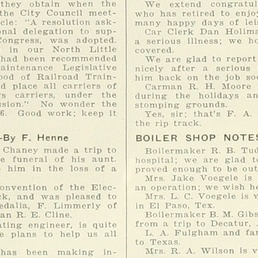 they obtain when the
the City Council meet-
cle: "A resolution ask-
onal delegation to sup-
Congress, was adopted.
in our North Little
had been recommended
aintenance Legislative
ood of Railroad Train-
place all carriers of
rs carriers, under the
sion." No wonder the
6. Good work; keep it
-By F. Henne
Chaney made a trip to
e funeral of his aunt.
him in the loss of a
nvention of the Elec-
k, and was pleased to
edalia, F. Limmerly of
an R. E. Cline.
ating engineer, is quite
e plans to help us all
has been making in-
We extend congratul
who has retired to enjoy
many happy days of leis
Car Clerk Dan Holim
a serious illness; we ho
covered.
We are glad to report
nicely after a serious
him back on the job soo
Carman R. H. Moore
during the holidays and
stomping grounds.
Yes, sir; that's F. A.
the rip track.
BOILER SHOP NOTES
Boilermaker R. B. Tud
hospital; we are glad to
proved enough to be out
Mrs. Jake Voegele is
an operation; we wish he
Mrs. L. C. Voegele is v
in El Paso, Tex.
Boilermaker B. M. Gibs
from a trip to Decatur,
L. A. Fulgham and fan
to Texas.
Mrs. R. A. Wilson is v